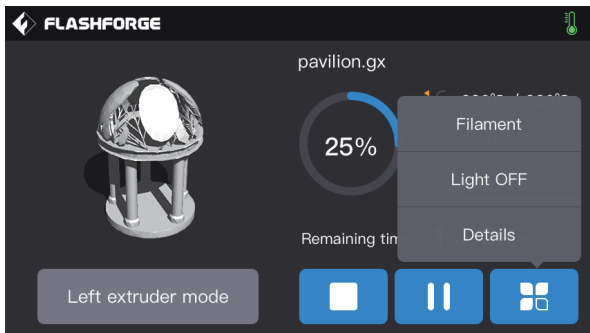 FLASHFORGE
pavilion.gx
25%
Filament
Light OFF
Details
Remaining tim
Left extruder mode